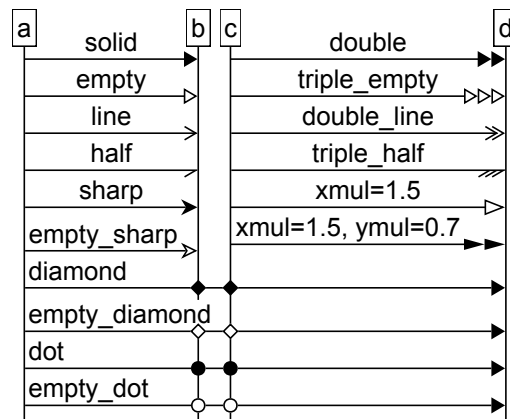 a b c d
solid double
empty triple_empty
line double_line
half triple_half
sharp xmul=1.5
empty_sharp xmul=1.5, ymul=0.7
diamond
empty_diamond
dot
empty_dot